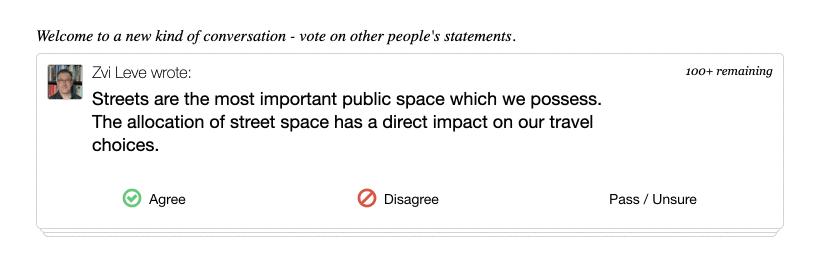 Welcome to a new kind of conversation - vote on other people's statements.
Zvi Leve wrote:
100+ remaining
Streets are the most important public space which we possess.
The allocation of street space has a direct impact on our travel
choices.
Agree
Disagree
Pass / Unsure